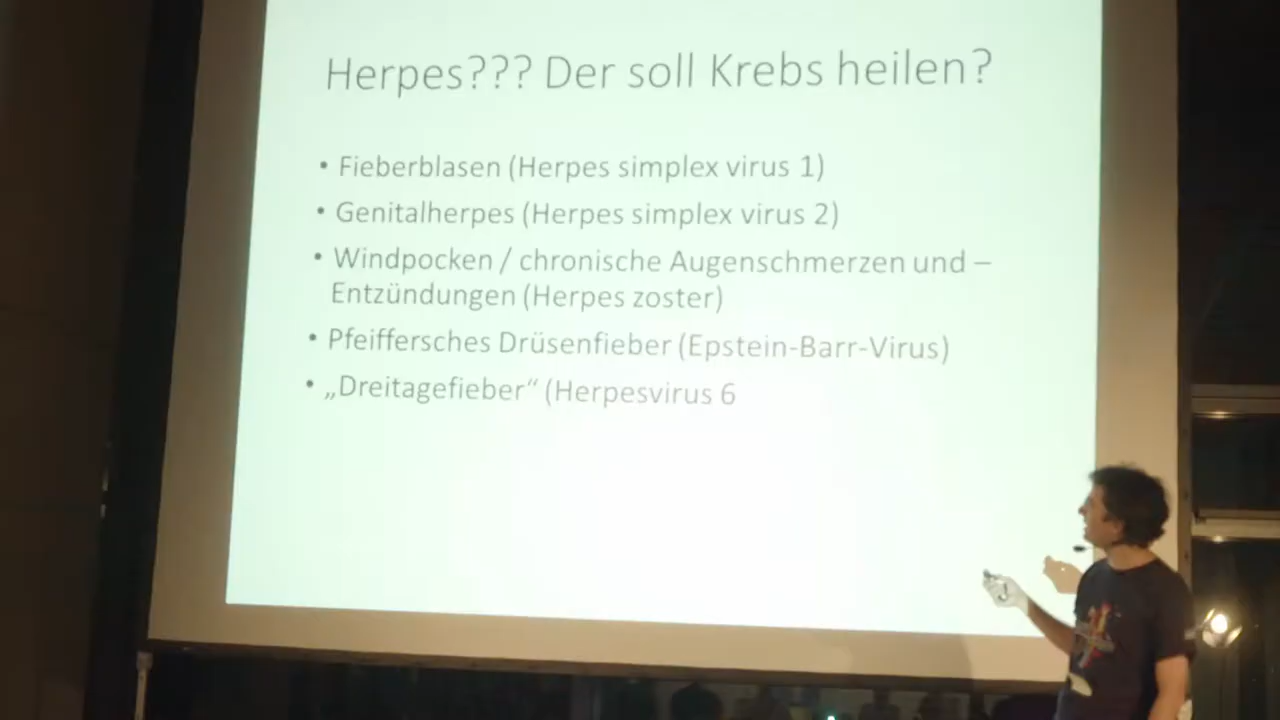 Herpes??? Der soll Krebs heilen?
• Fieberblasen (Herpes simplex virus 1)
• Genitalherpes (Herpes simplex virus 2)
• Windpocken / chronische Augenschmerzen und –
Entzündungen (Herpes zoster)
• Pfeiffersches Drüsenfieber (Epstein-Barr-Virus)
• „Dreitagefieber“ (Herpesvirus 6